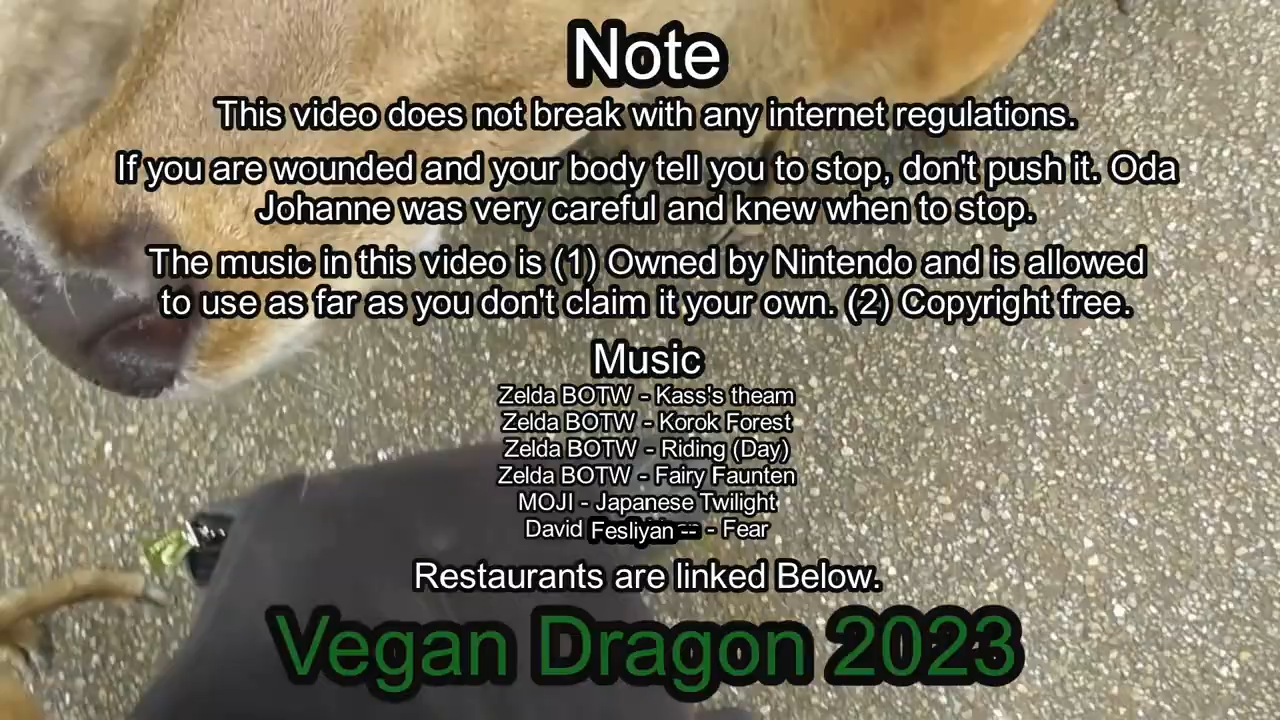 Note
This video does not break with any internet regulations.
If you are wounded and your body tell you to stop, don't push it. Oda
Johanne was very careful and knew when to stop.
The music in this video is (1) Owned by Nintendo and is allowed
to use as far as you don't claim it your own. (2) Copyright free.
Music
Zelda BOTW - Kass's theam
Zelda BOTW - Korok Forest
Zelda BOTW - Riding (Day)
Zelda BOTW - Fairy Faunten
MOJI - Japanese Twilight
David Fesliyan -- - Fear
Restaurants are linked Below.
Vegan Dragon 2023